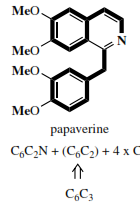 MeO
MeO
N
MeO
MeO
papaverine
C₆C₂N + (C₆C₂) + 4 x C
⇑
C₆C₃